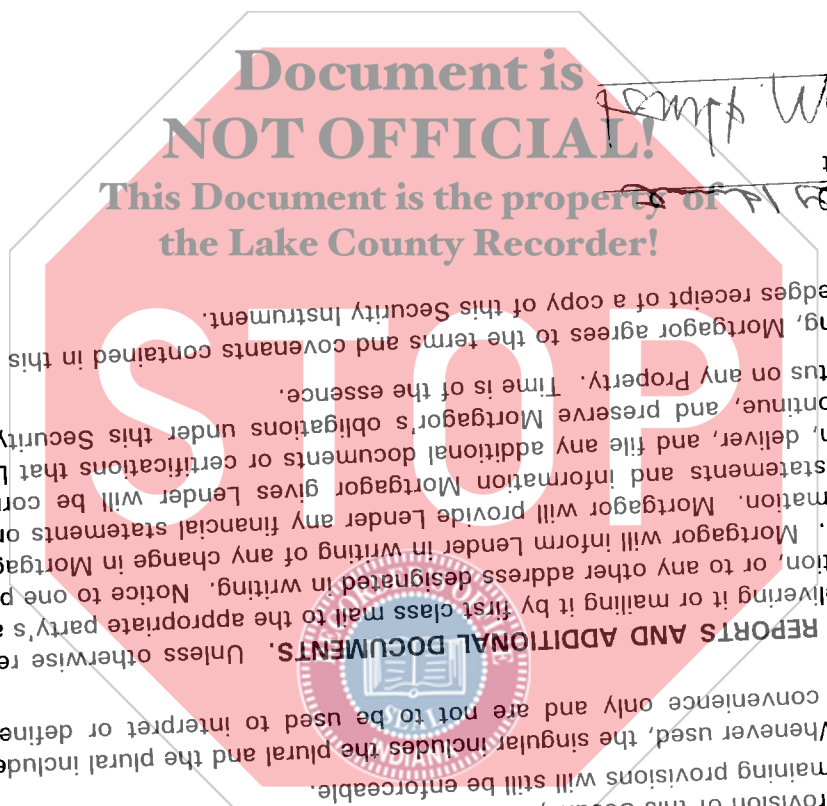 Document is
NOT OFFICIAL!
This Document is the property of
the Lake County Recorder!
STOP
rovision of this
maining provisions will still be enforceable.
Whenever used, the singular includes the plural and the plural include
convenience only and are not to be used to interpret or define
REPORTS AND ADDITIONAL DOCUMENTS. Unless otherwise re
elivering it or mailing it by first class mail to the appropriate party's a
tion, or to any other address designated in writing. Notice to one p
. Mortgagor will inform Lender in writing of any change in Mortgag
mation. Mortgagor will provide Lender any financial statements or
statements and information Mortgagor gives Lender will be corr
n, deliver, and file any additional documents or certifications that L
ontinue, and preserve Mortgagor's obligations under this Security
tus on any Property. Time is of the essence.
ng, Mortgagor agrees to the terms and covenants contained in this
edges receipt of a copy of this Security Instrument.